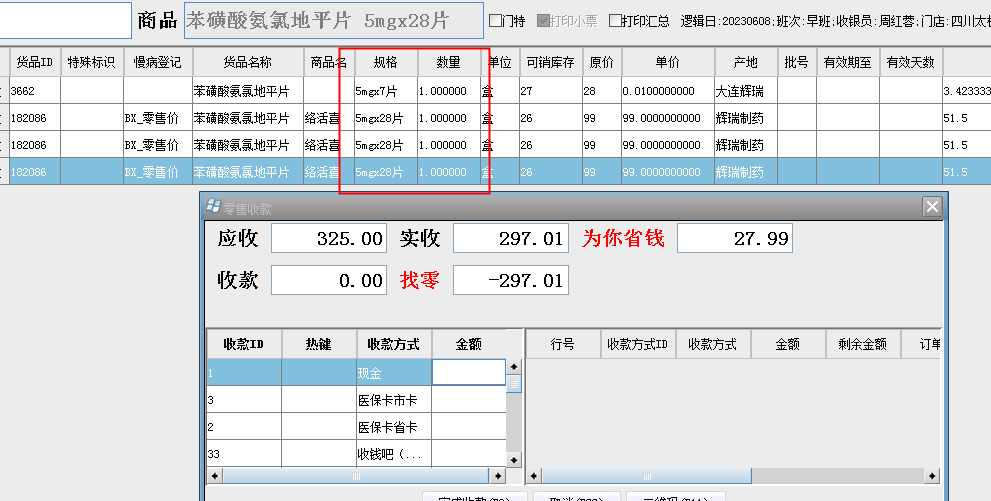 商品 苯磺酸氨氯地平片 5mgx28片 门特 打印小票 打印汇总 逻辑日:20230608;班次:早班;收银员:周红蓉;门店:四川太
货品ID 特殊标识 慢病登记 货品名称 商品名 规格 数量 单位 可销库存 原价 单价 产地 批号 有效期至 有效天数
3662 苯磺酸氨氯地平片 5mgx7片 1.000000 盒 27 28 0.0100000000 大连辉瑞 3.423333
182086 BX_零售价 苯磺酸氨氯地平片 络活喜 5mgx28片 1.000000 盒 26 99 99.0000000000 辉瑞制药 51.5
182086 BX_零售价 苯磺酸氨氯地平片 络活喜 5mgx28片 1.000000 盒 26 99 99.0000000000 辉瑞制药 51.5
182086 BX_零售价 苯磺酸氨氯地平片 络活喜 5mgx28片 1.000000 盒 26 99 99.0000000000 辉瑞制药 51.5
零售收款
应收 325.00 实收 297.01 为你省钱 27.99
收款 0.00 找零 -297.01
收款ID 热键 收款方式 金额 行号 收款方式ID 收款方式 金额 剩余金额 订单
1 现金
3 医保卡市卡
2 医保卡省卡
33 收钱吧（...